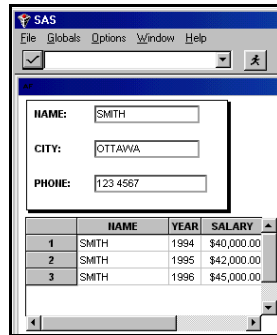 SAS
File Globals Options Window Help
NAME: SMITH
CITY: OTTAWA
PHONE: 123 4567
NAME YEAR SALARY
1 SMITH 1994 $40,000.00
2 SMITH 1995 $42,000.00
3 SMITH 1996 $45,000.00